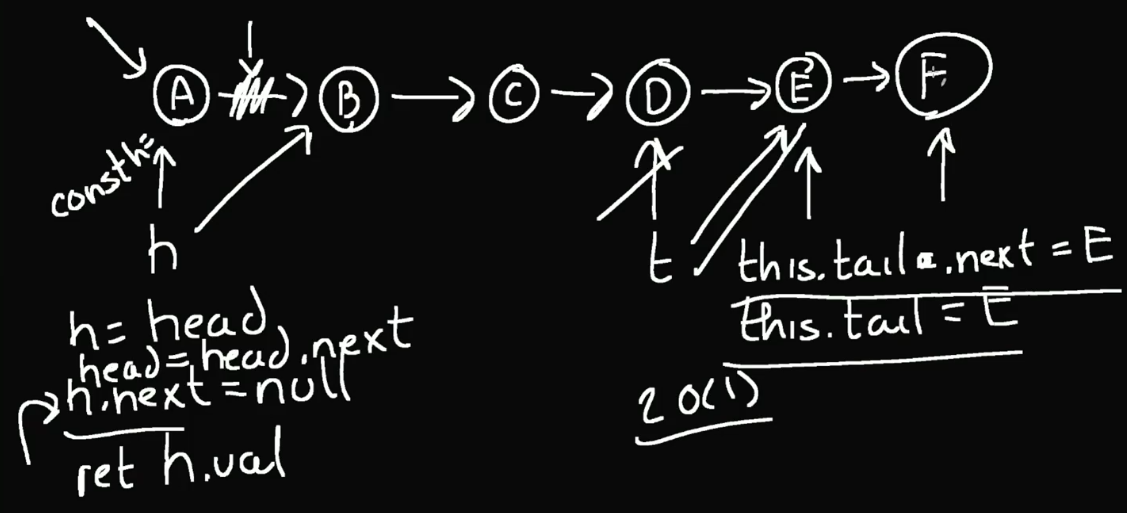 A B C D E F
const h =
h
t
this.tail.next = E
this.tail = E
h = head
head = head.next
h.next = null
ret h.val
2 O(1)